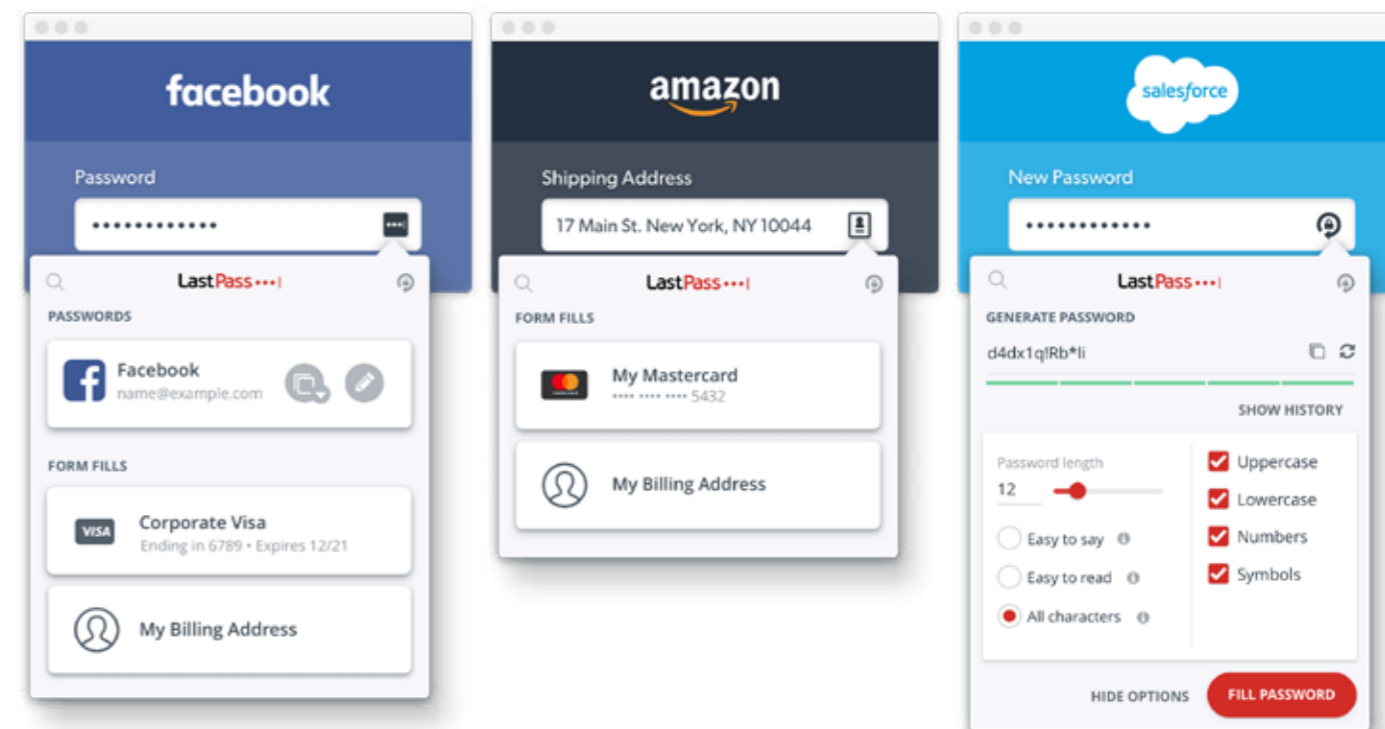 facebook
Password
••••••••••••
LastPass•••|
PASSWORDS
Facebook
name@example.com
FORM FILLS
VISA
Corporate Visa
Ending in 6789 • Expires 12/21
My Billing Address
amazon
Shipping Address
17 Main St. New York, NY 10044
LastPass•••|
FORM FILLS
My Mastercard
•••• •••• •••• 5432
My Billing Address
salesforce
New Password
••••••••••••
LastPass•••|
GENERATE PASSWORD
d4dx1q!Rb*li
SHOW HISTORY
Password length
12
Easy to say
Easy to read
All characters
Uppercase
Lowercase
Numbers
Symbols
HIDE OPTIONS
FILL PASSWORD